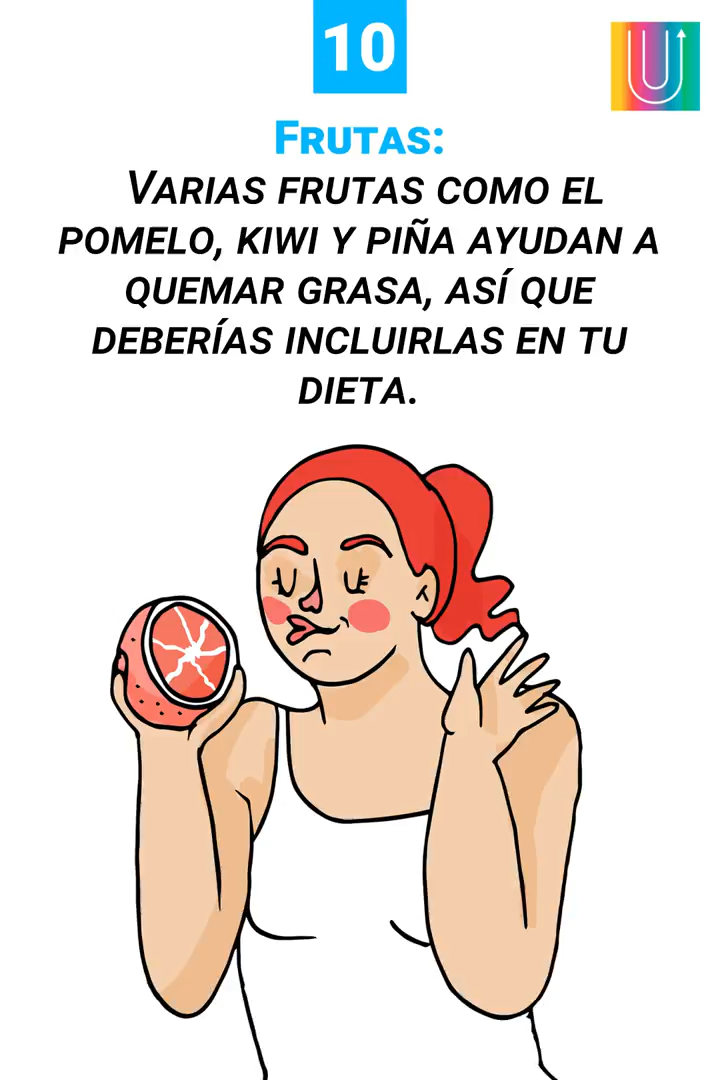 10
Frutas:
Varias frutas como el
pomelo, kiwi y piña ayudan a
quemar grasa, así que
deberías incluirlas en tu
dieta.